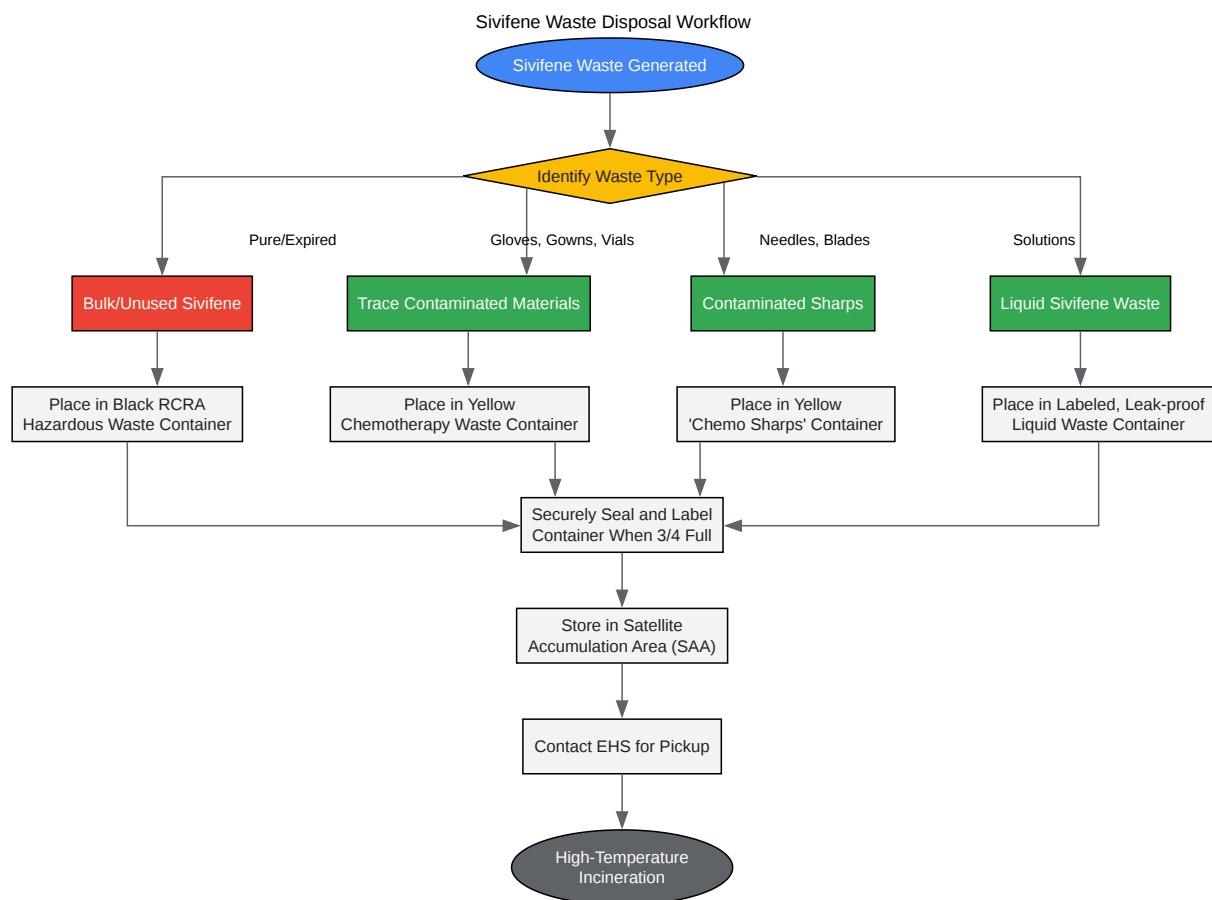 Sivifene Waste Disposal Workflow
Sivifene Waste Generated
Identify Waste Type
Pure/Expired
Gloves, Gowns, Vials
Needles, Blades
Solutions
Bulk/Unused Sivifene
Trace Contaminated Materials
Contaminated Sharps
Liquid Sivifene Waste
Place in Black RCRA
Hazardous Waste Container
Place in Yellow
Chemotherapy Waste Container
Place in Yellow
'Chemo Sharps' Container
Place in Labeled, Leak-proof
Liquid Waste Container
Securely Seal and Label
Container When 3/4 Full
Store in Satellite
Accumulation Area (SAA)
Contact EHS for Pickup
High-Temperature
Incineration